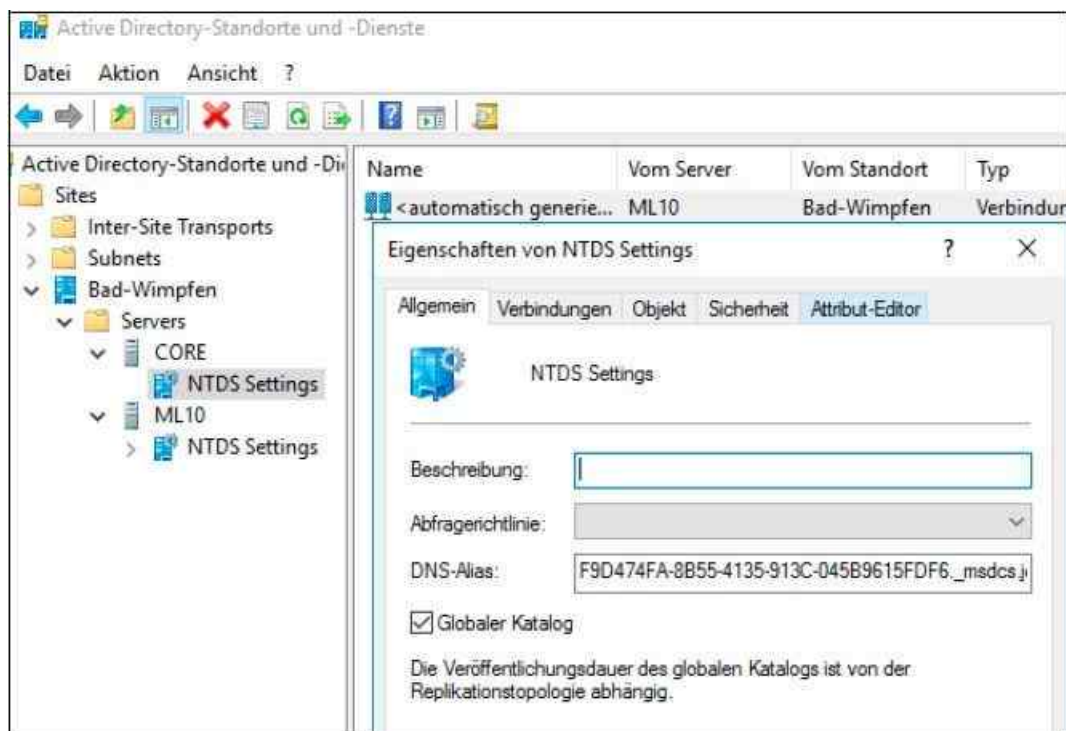 Active Directory-Standorte und -Dienste
Datei Aktion Ansicht ?
Active Directory-Standorte und -Di
Sites
Inter-Site Transports
Subnets
Bad-Wimpfen
Servers
CORE
NTDS Settings
ML10
NTDS Settings
Name Vom Server Vom Standort Typ
<automatisch generie... ML10 Bad-Wimpfen Verbindun
Eigenschaften von NTDS Settings ?
Allgemein Verbindungen Objekt Sicherheit Attribut-Editor
NTDS Settings
Beschreibung:
Abfragerichtlinie:
DNS-Alias: F9D474FA-8B55-4135-913C-045B9615FDF6._msdcs.j
Globaler Katalog
Die Veröffentlichungsdauer des globalen Katalogs ist von der
Replikationstopologie abhängig.